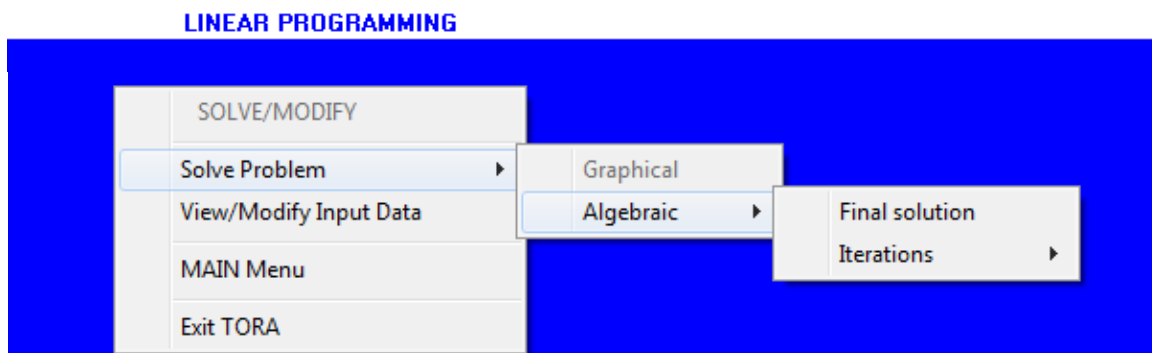 LINEAR PROGRAMMING
SOLVE/MODIFY
Solve Problem
View/Modify Input Data
MAIN Menu
Exit TORA
Graphical
Algebraic
Final solution
Iterations